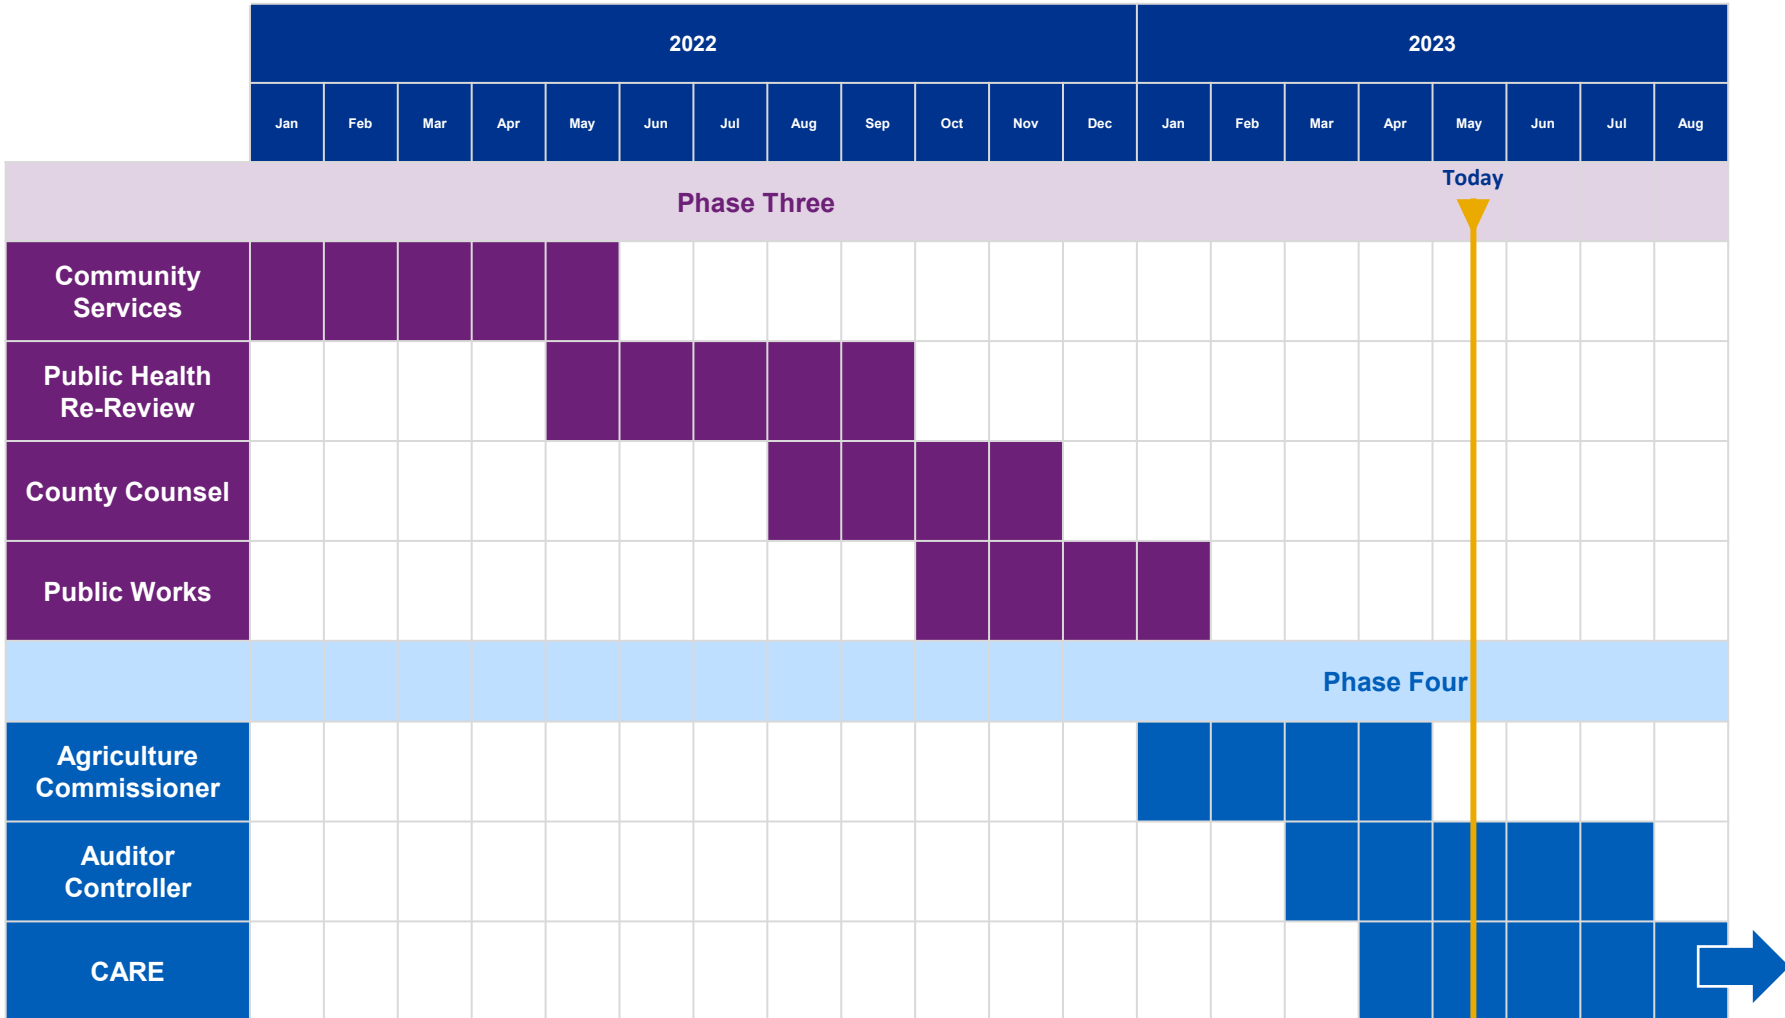 2022
2023
Jan Feb Mar Apr May Jun Jul Aug Sep Oct Nov Dec Jan Feb Mar Apr May Jun Jul Aug
Today
Phase Three
Community
Services
Public Health
Re-Review
County Counsel
Public Works
Phase Four
Agriculture
Commissioner
Auditor
Controller
CARE